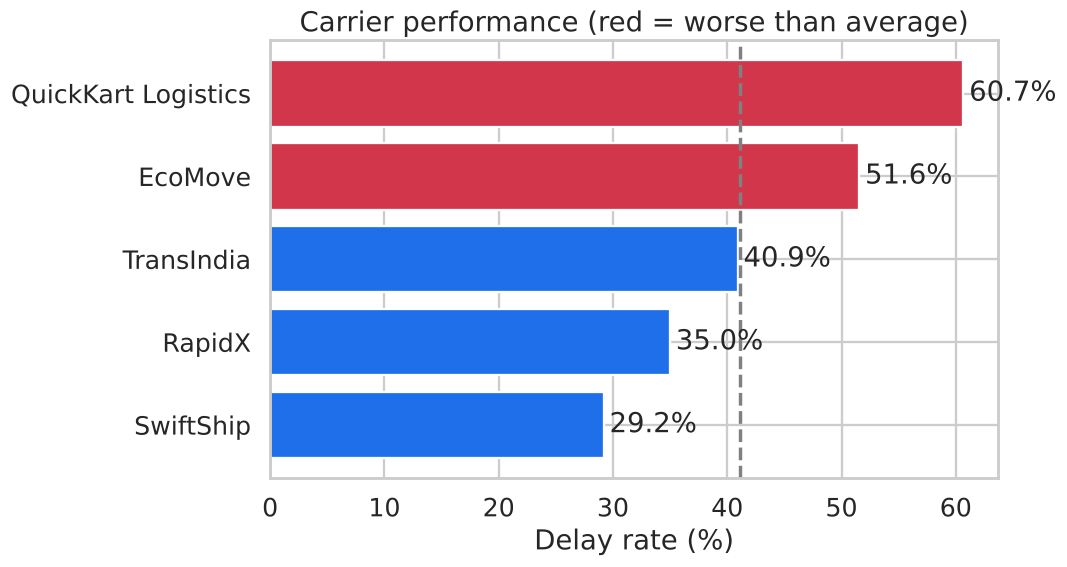 Carrier performance (red = worse than average)
QuickKart Logistics
60.7%
EcoMove
51.6%
TransIndia
40.9%
RapidX
35.0%
SwiftShip
29.2%
0 10 20 30 40 50 60
Delay rate (%)